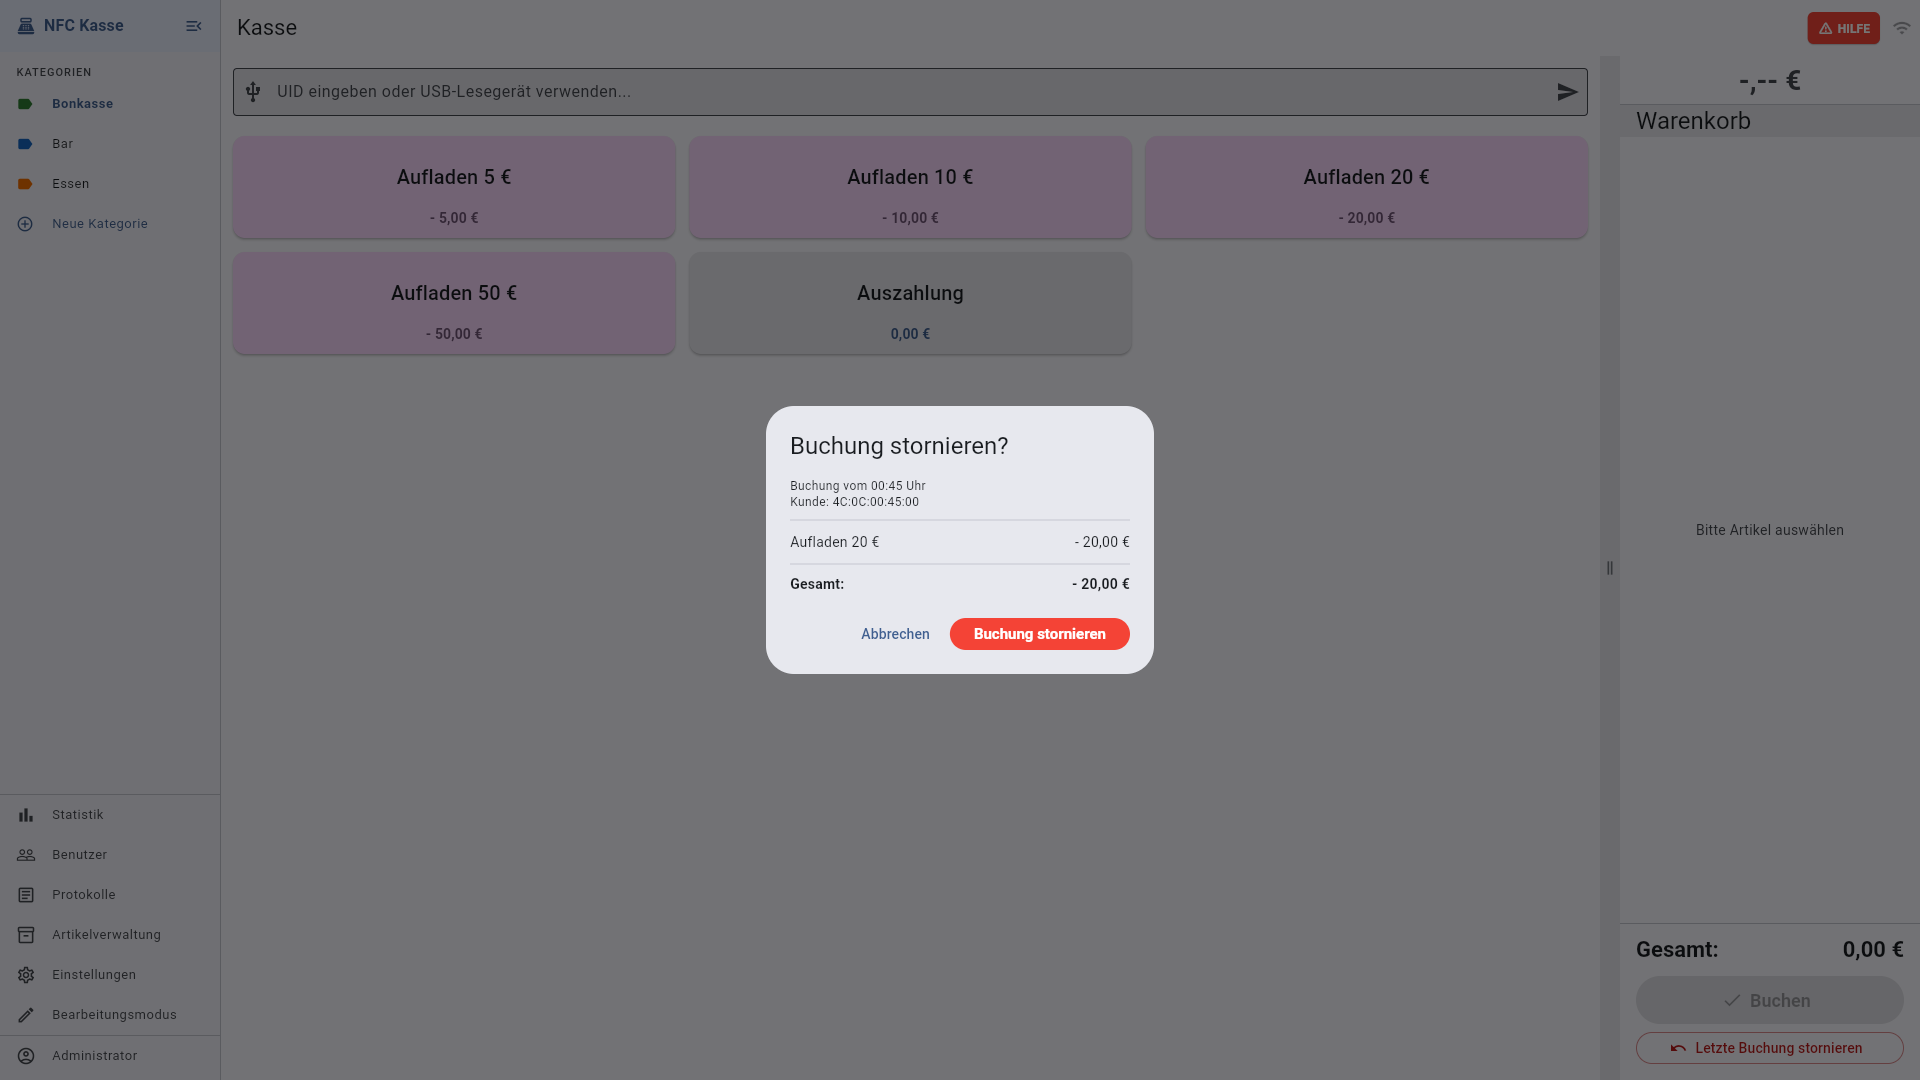 NFC Kasse
KATEGORIEN
Bonkasse
Bar
Essen
Neue Kategorie
Statistik
Benutzer
Protokolle
Artikelverwaltung
Einstellungen
Bearbeitungsmodus
Administrator
Kasse
HILFE
UID eingeben oder USB-Lesegerät verwenden...
Aufladen 5 €
- 5,00 €
Aufladen 10 €
- 10,00 €
Aufladen 20 €
- 20,00 €
Aufladen 50 €
- 50,00 €
Auszahlung
0,00 €
Buchung stornieren?
Buchung vom 00:45 Uhr
Kunde: 4C:0C:00:45:00
Aufladen 20 € - 20,00 €
Gesamt: - 20,00 €
Abbrechen
Buchung stornieren
-,-- €
Warenkorb
Bitte Artikel auswählen
Gesamt: 0,00 €
Buchen
Letzte Buchung stornieren